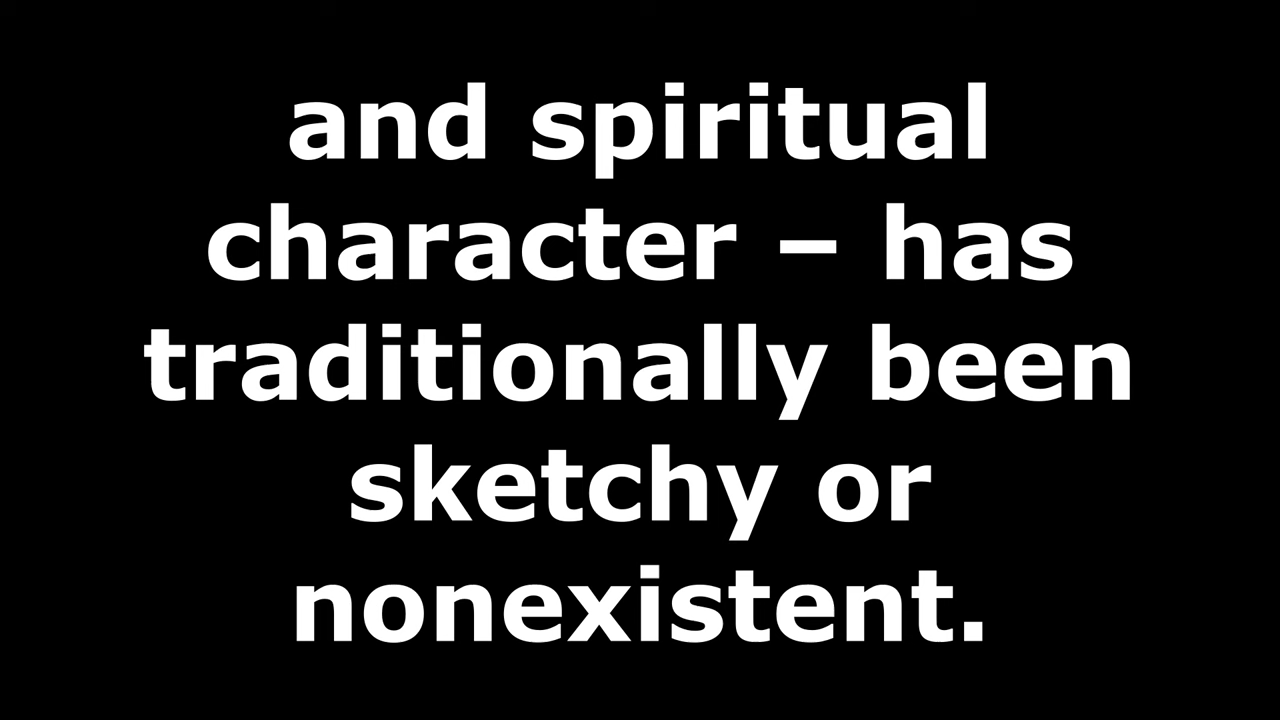 and spiritual
character – has
traditionally been
sketchy or
nonexistent.